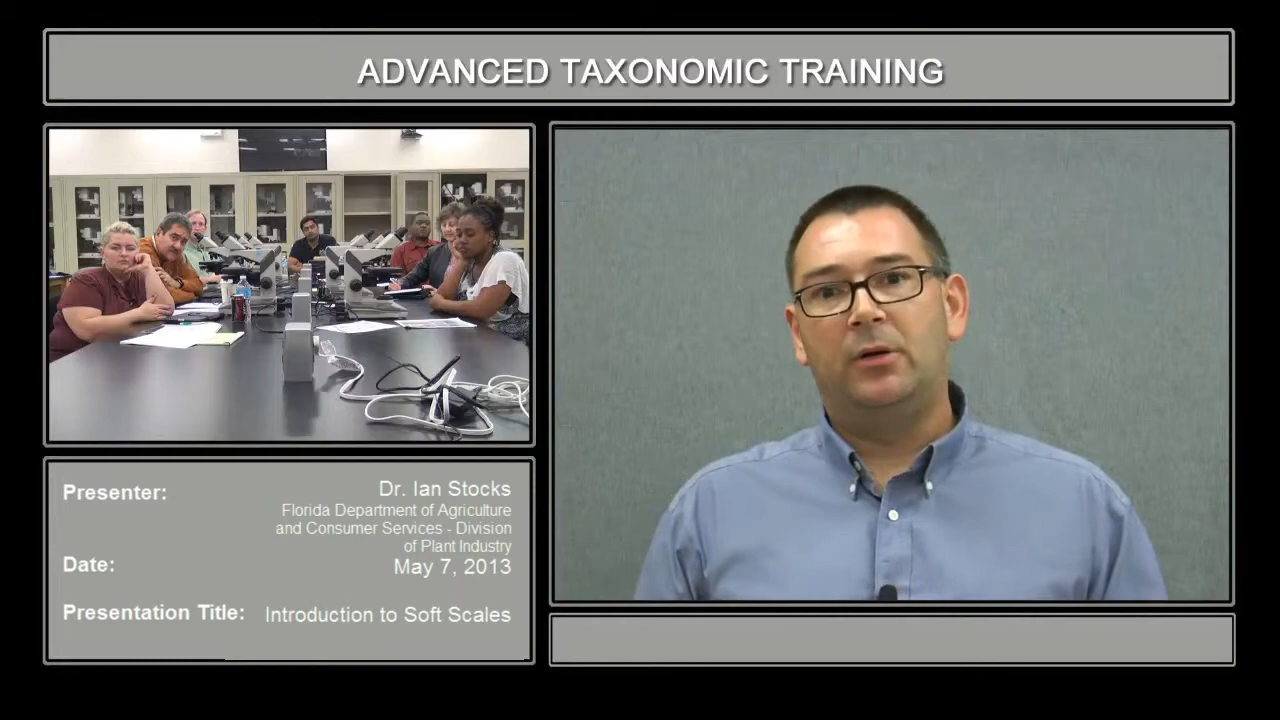 ADVANCED TAXONOMIC TRAINING
Presenter: Dr. Ian Stocks
Florida Department of Agriculture
and Consumer Services - Division
of Plant Industry
Date: May 7, 2013
Presentation Title: Introduction to Soft Scales